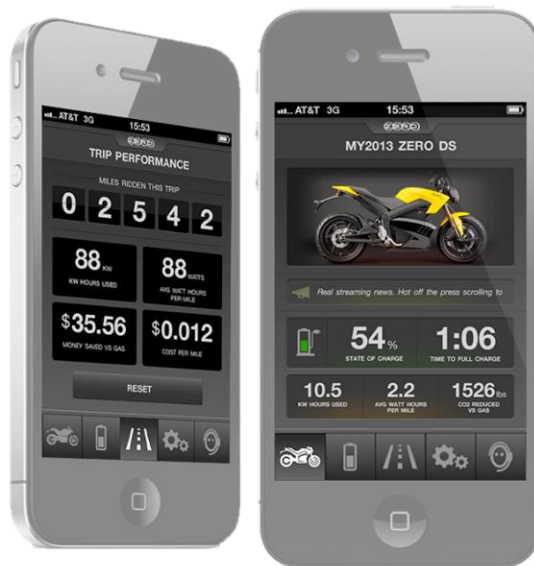 AT&T 3G 15:53
ZERO
TRIP PERFORMANCE
MILES RIDDEN THIS TRIP
0 2 5 4 2
88 KW
KW HOURS USED
88 WATTS
AVG WATT HOURS
PER MILE
$35.56
MONEY SAVED VS GAS
$0.012
COST PER MILE
RESET
AT&T 3G 15:53
ZERO
MY2013 ZERO DS
Real streaming news. Hot off the press scrolling to
54%
STATE OF CHARGE
1:06
TIME TO FULL CHARGE
10.5
KW HOURS USED
2.2
AVG WATT HOURS
PER MILE
1526 lbs
CO2 REDUCED
VS GAS